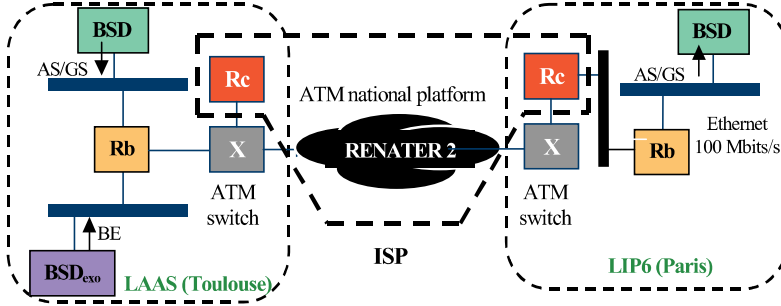 BSD
BSD
AS/GS
Rc
ATM national platform
Rc
AS/GS
Rb
X
RENATER 2
X
Rb
Ethernet
100 Mbits/s
ATM
switch
ATM
switch
BE
ISP
BSDexo
LAAS (Toulouse)
LIP6 (Paris)